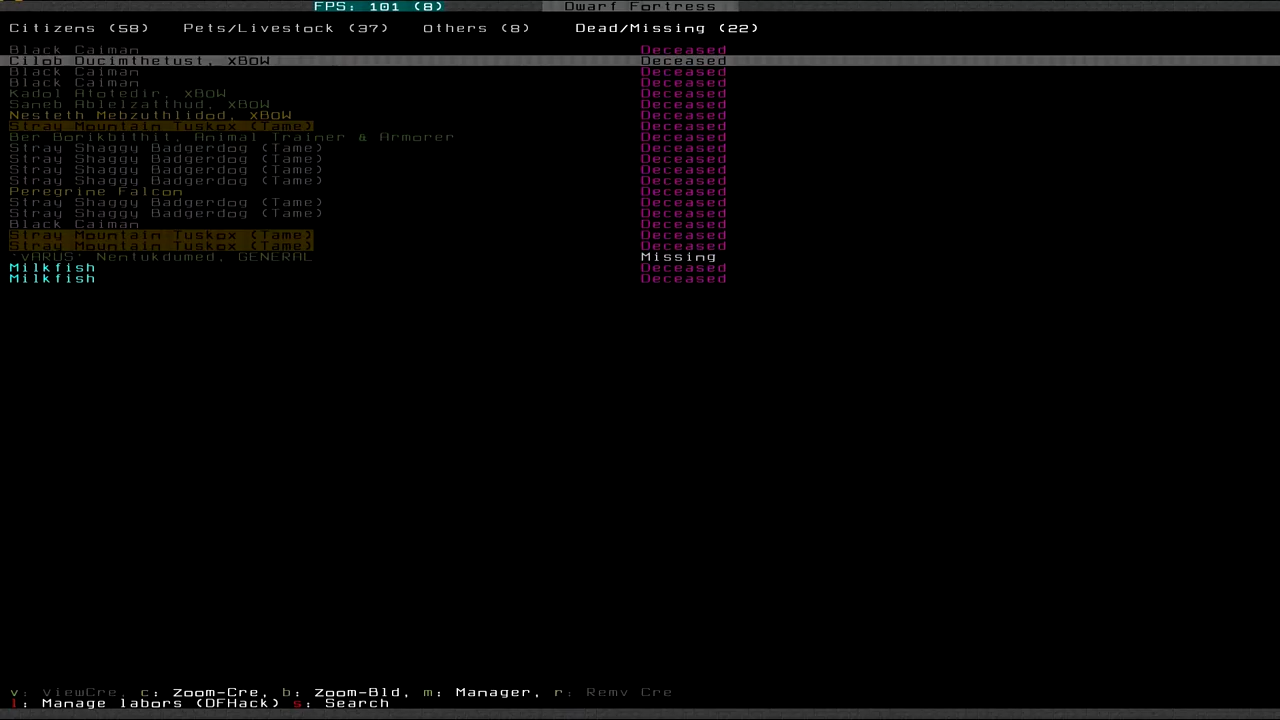 FPS: 101 (8) Dwarf Fortress
Citizens (58) Pets/Livestock (37) Others (8) Dead/Missing (22)
Black Caiman Deceased
Cilob Ducimthetust, xBOW Deceased
Black Caiman Deceased
Black Caiman Deceased
Kadol Atotedir, xBOW Deceased
Saneb Ablelzatthud, xBOW Deceased
Nesteth Mebzuthlidod, xBOW Deceased
Stray Mountain Tuskox (Tame) Deceased
Ber Borikbithit, Animal Trainer & Armorer Deceased
Stray Shaggy Badgerdog (Tame) Deceased
Stray Shaggy Badgerdog (Tame) Deceased
Stray Shaggy Badgerdog (Tame) Deceased
Stray Shaggy Badgerdog (Tame) Deceased
Peregrine Falcon Deceased
Stray Shaggy Badgerdog (Tame) Deceased
Stray Shaggy Badgerdog (Tame) Deceased
Black Caiman Deceased
Stray Mountain Tuskox (Tame) Deceased
Stray Mountain Tuskox (Tame) Deceased
'VARUS' Nentukdumed, GENERAL Missing
Milkfish Deceased
Milkfish Deceased
v: ViewCre, c: Zoom-Cre, b: Zoom-Bld, m: Manager, r: Remv Cre
l: Manage labors (DFHack) s: Search